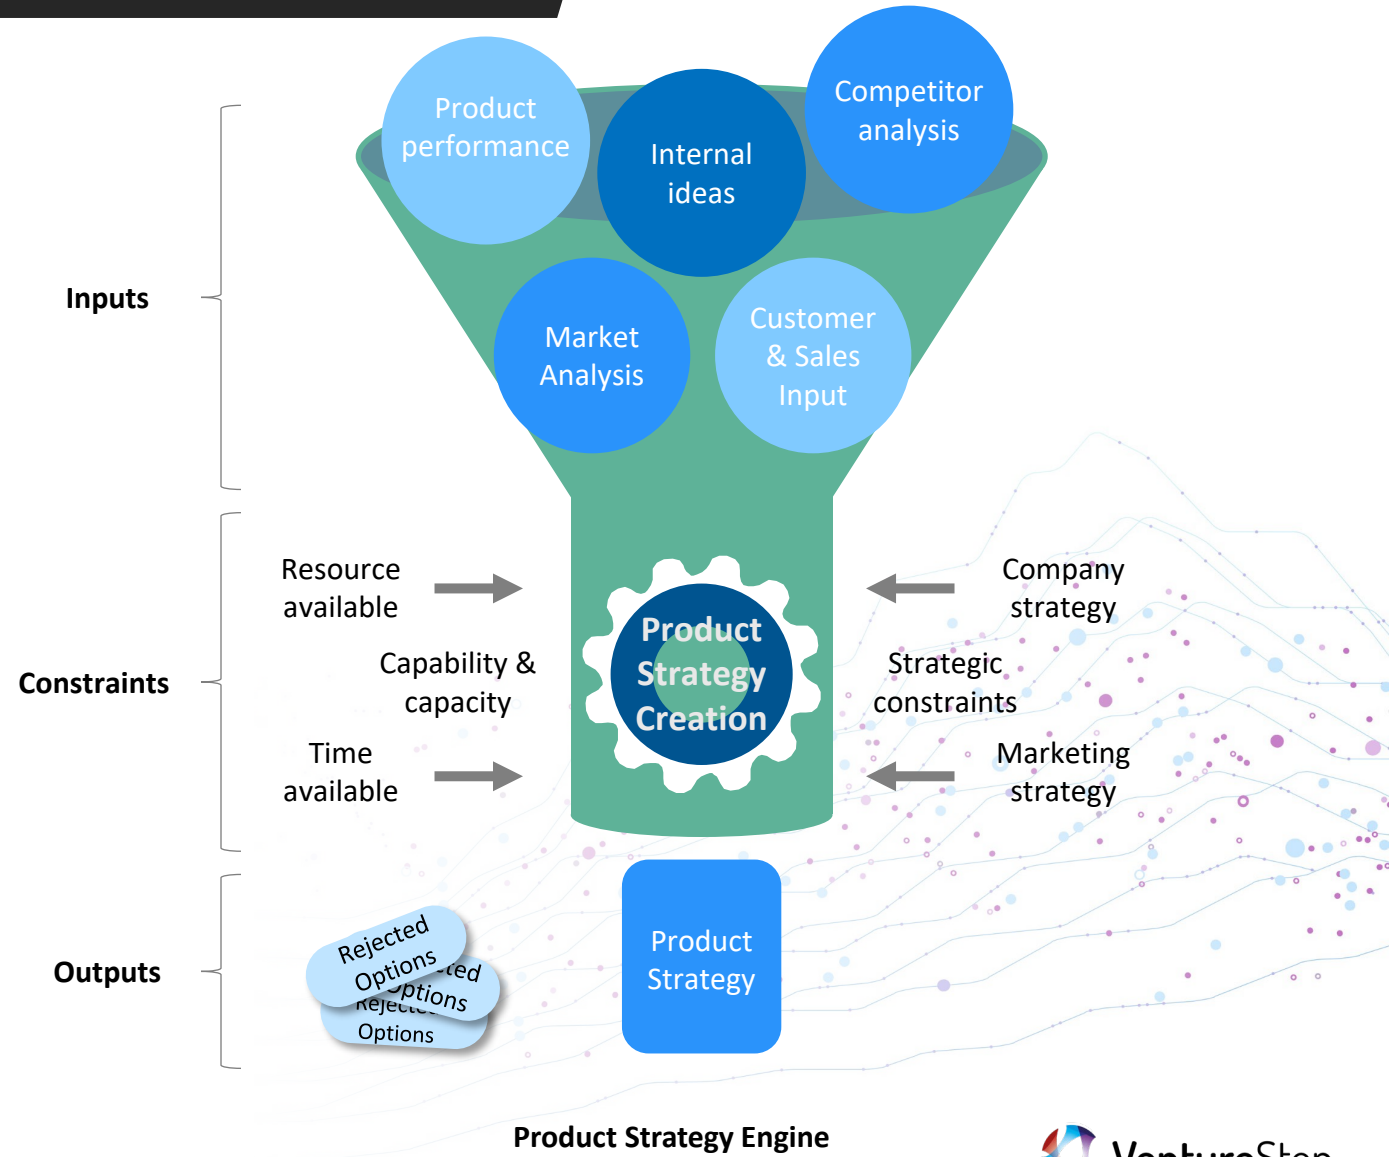 Product
performance
Internal
ideas
Competitor
analysis
Inputs
Market
Analysis
Customer
& Sales
Input
Resource
available
Company
strategy
Product
Strategy
Creation
Constraints
Capability &
capacity
Strategic
constraints
Time
available
Marketing
strategy
Outputs
Rejected
Options
Options
Rejected
Options
Product
Strategy
Product Strategy Engine
VentureStep